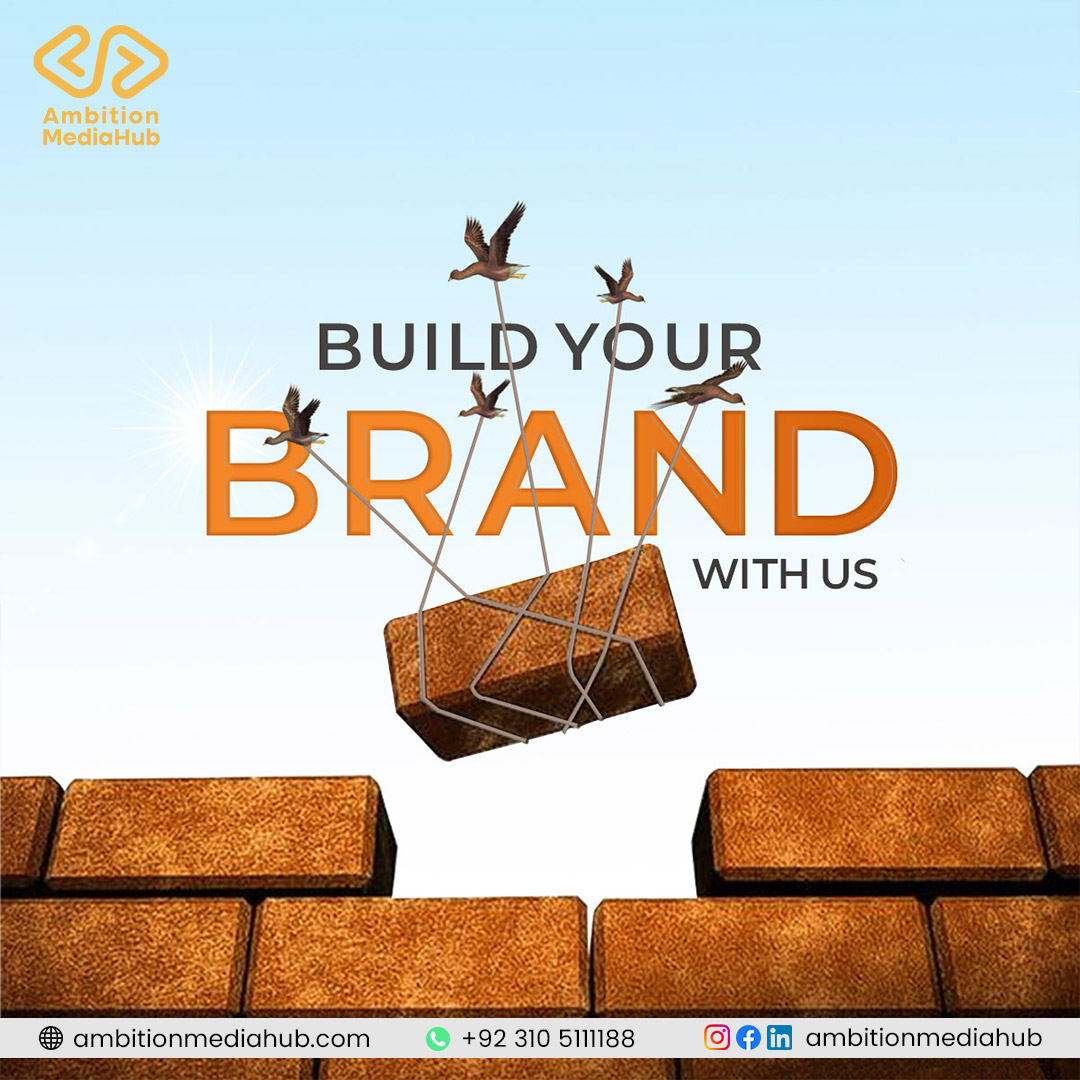 Ambition
MediaHub
BUILD YOUR
BRAND
WITH US
ambitionmediahub.com
+92 310 5111188
ambitionmediahub